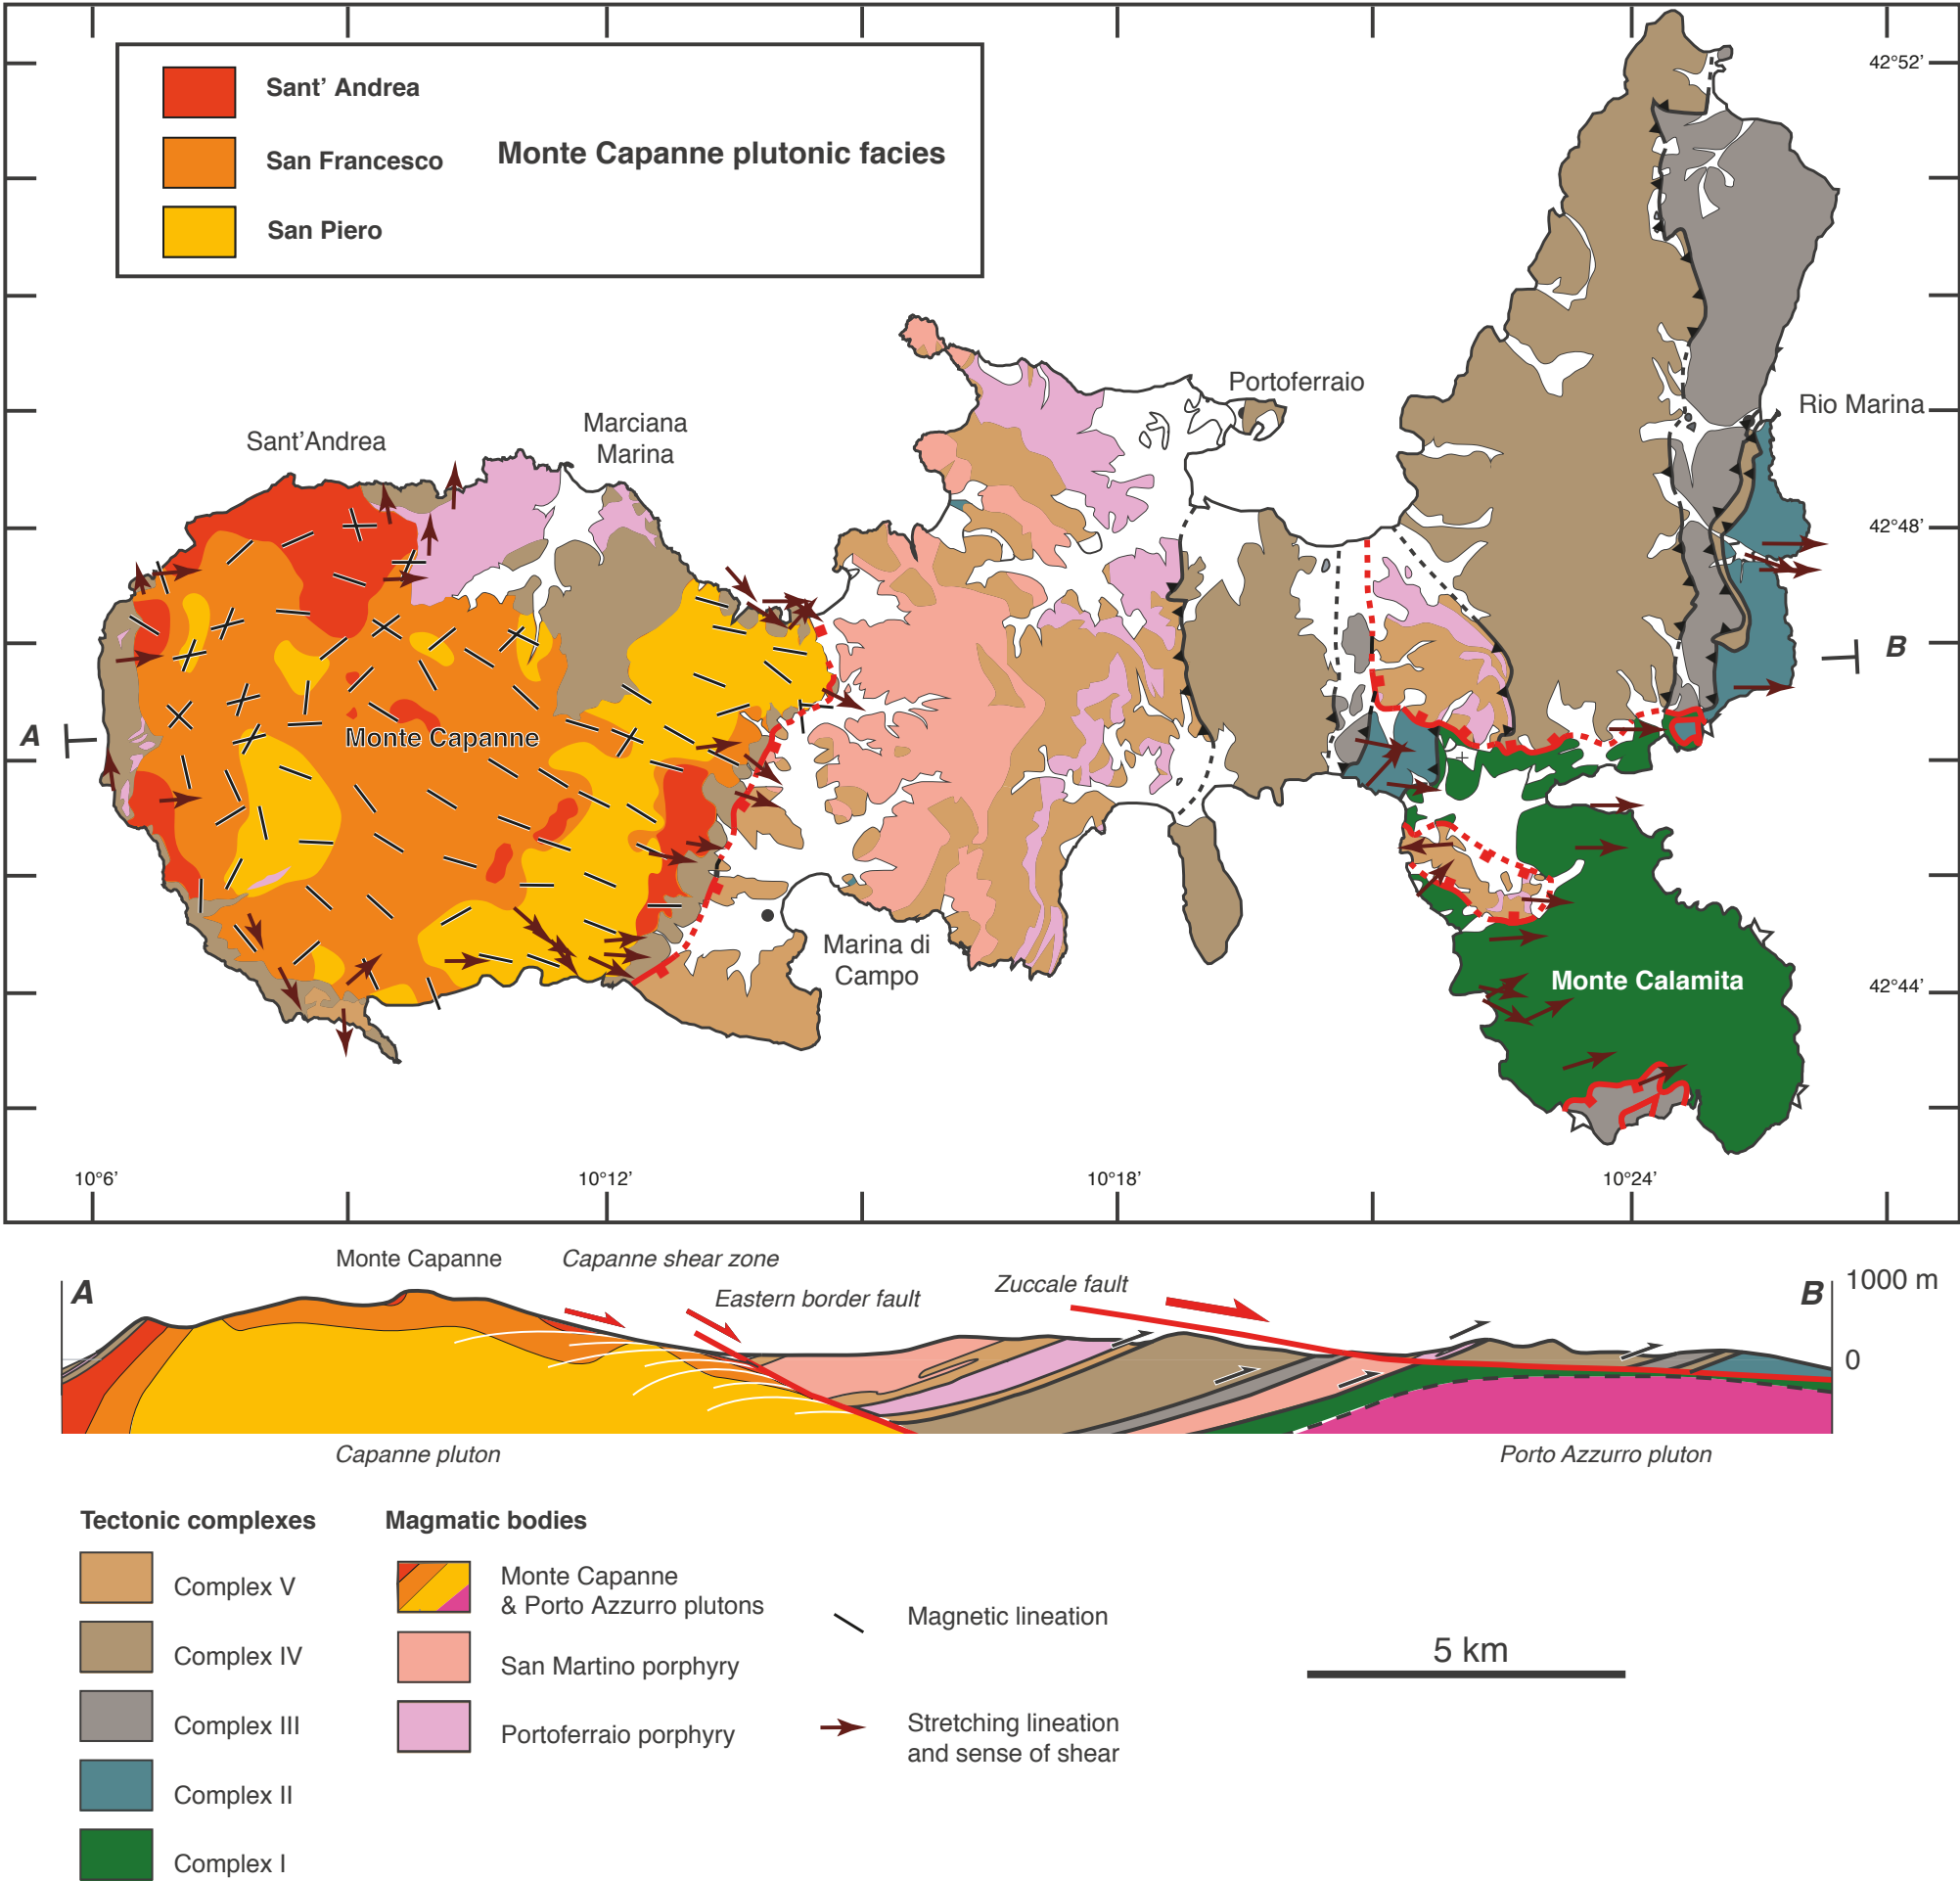 Sant' Andrea
San Francesco
San Piero
Monte Capanne plutonic facies
42°52'
Portoferraio
Rio Marina
Marciana
Marina
Sant'Andrea
42°48'
B
A
Monte Capanne
Marina di
Campo
Monte Calamita
42°44'
10°6'
10°12'
10°18'
10°24'
Monte Capanne
Capanne shear zone
Eastern border fault
Zuccale fault
A
B
1000 m
0
Capanne pluton
Porto Azzurro pluton
Tectonic complexes
Complex V
Complex IV
Complex III
Complex II
Complex I
Magmatic bodies
Monte Capanne
& Porto Azzurro plutons
San Martino porphyry
Portoferraio porphyry
Magnetic lineation
Stretching lineation
and sense of shear
5 km